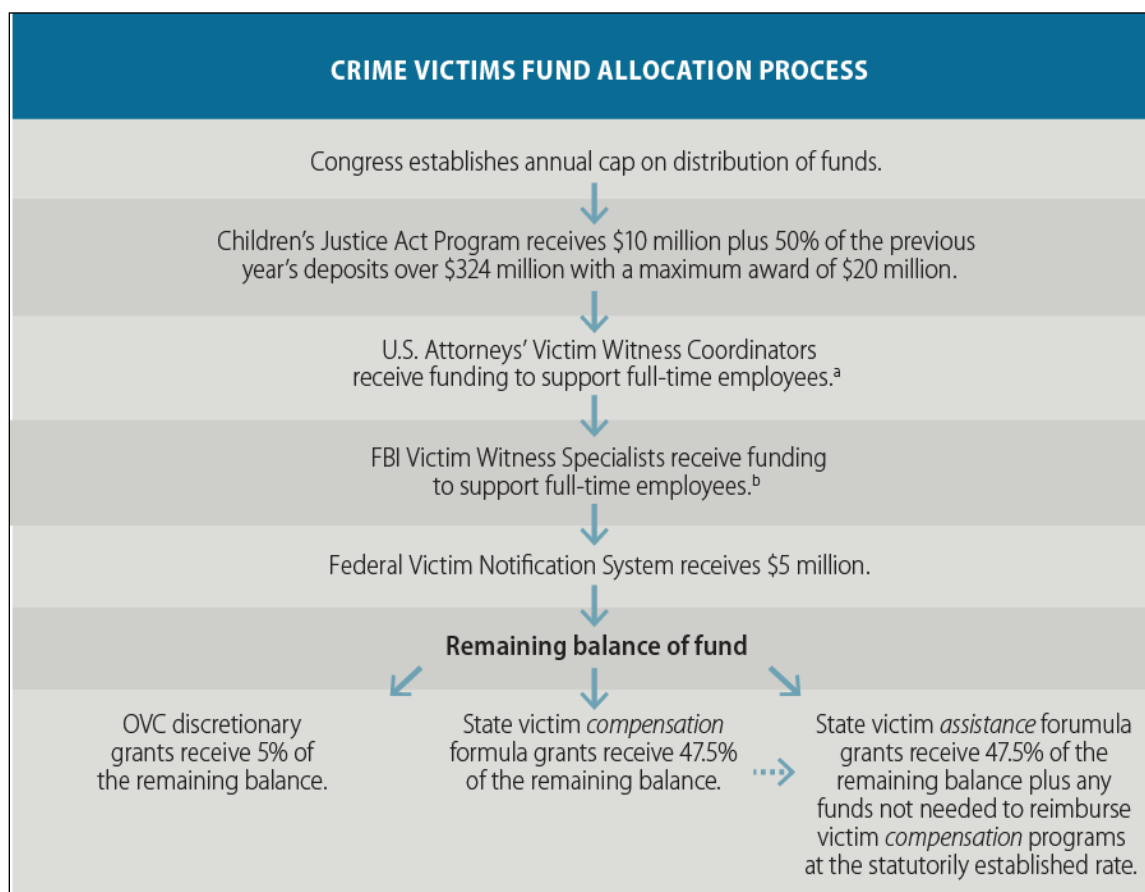 CRIME VICTIMS FUND ALLOCATION PROCESS
Congress establishes annual cap on distribution of funds.
Children’s Justice Act Program receives $10 million plus 50% of the previous
year’s deposits over $324 million with a maximum award of $20 million.
U.S. Attorneys’ Victim Witness Coordinators
receive funding to support full-time employees.ᵃ
FBI Victim Witness Specialists receive funding
to support full-time employees.ᵇ
Federal Victim Notification System receives $5 million.
Remaining balance of fund
OVC discretionary
grants receive 5% of
the remaining balance.
State victim compensation
formula grants receive 47.5%
of the remaining balance.
State victim assistance forumula
grants receive 47.5% of the
remaining balance plus any
funds not needed to reimburse
victim compensation programs
at the statutorily established rate.